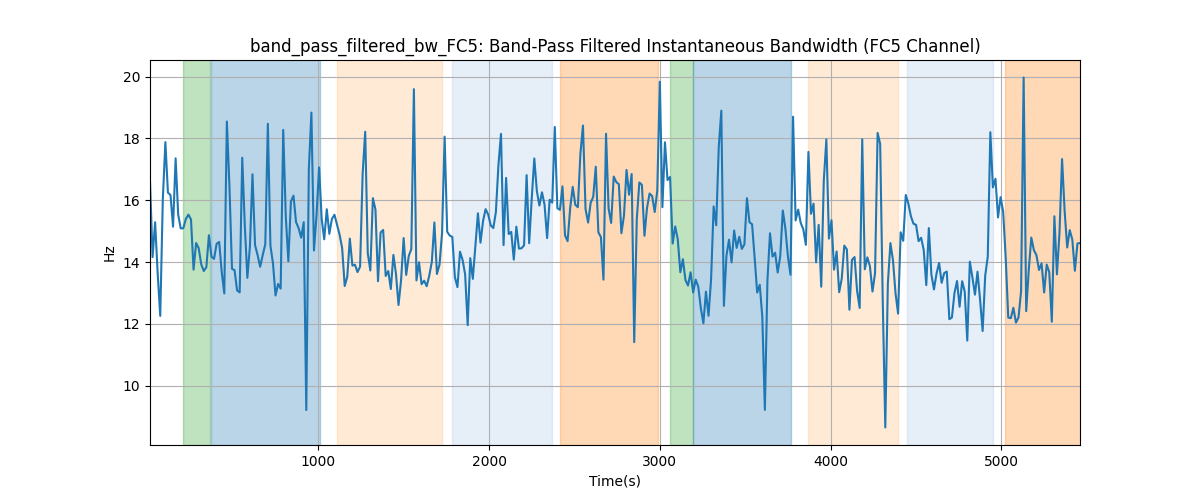 band_pass_filtered_bw_FC5: Band-Pass Filtered Instantaneous Bandwidth (FC5 Channel)
20
18
16
14
12
10
Hz
1000 2000 3000 4000 5000
Time(s)